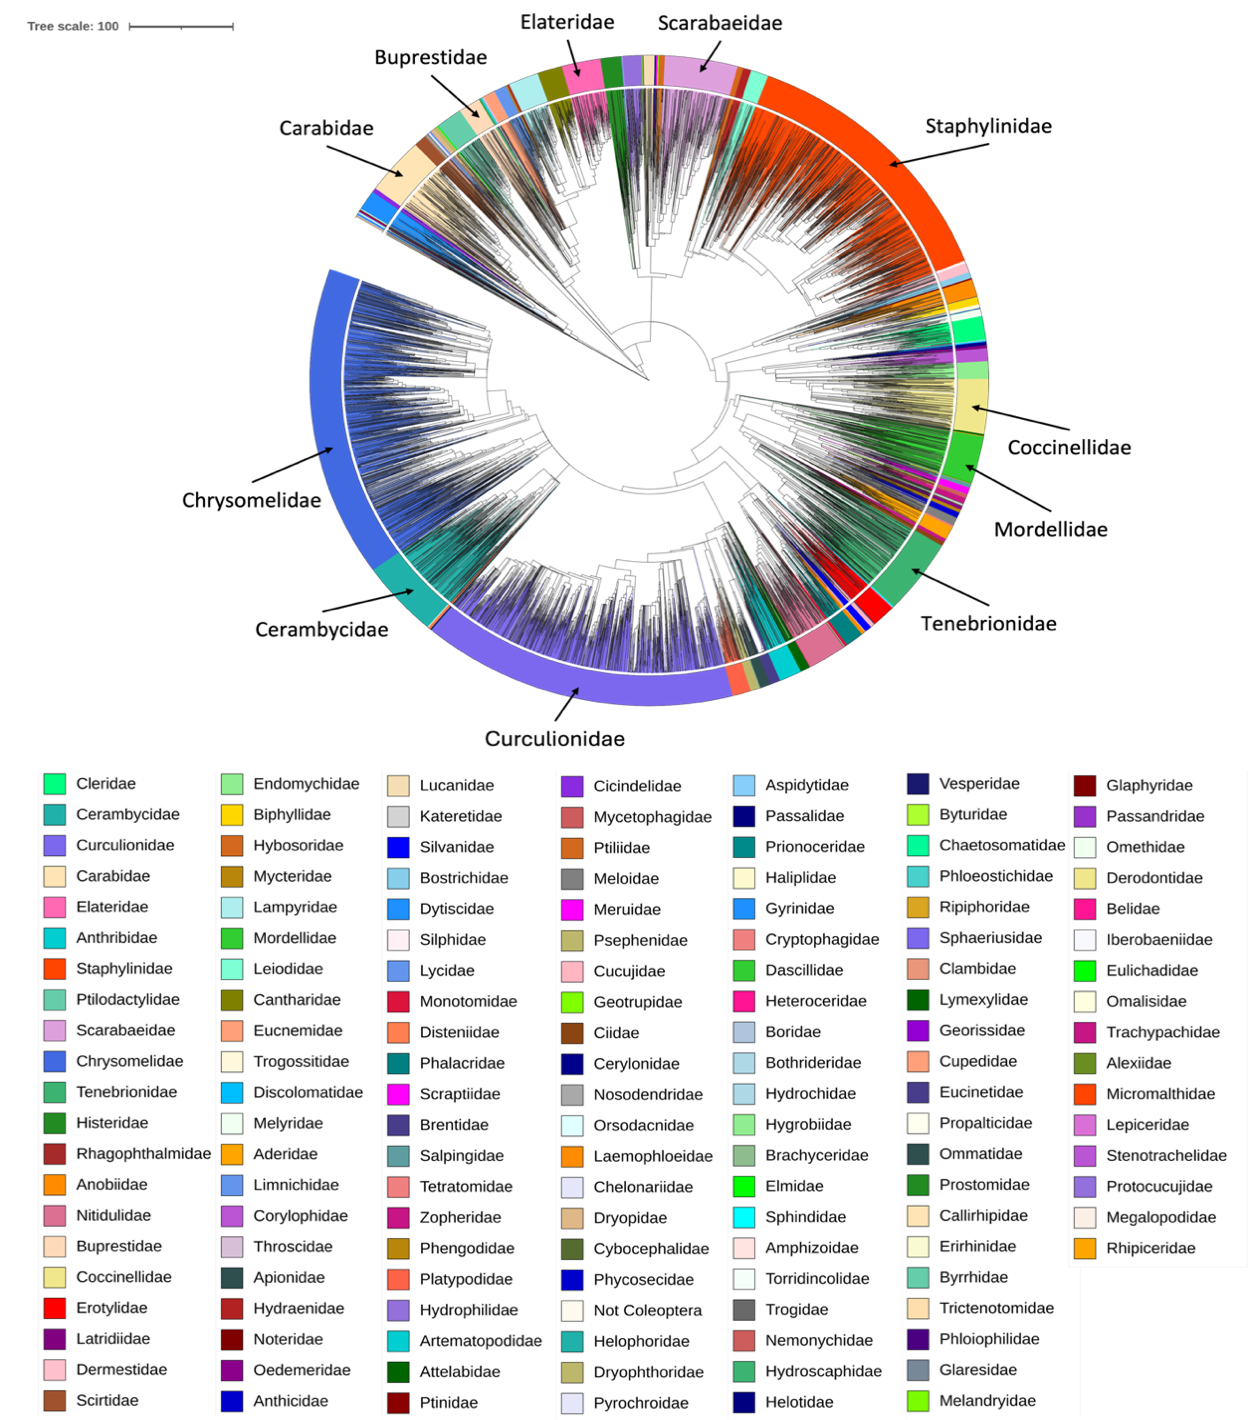 Tree scale: 100
Elateridae
Scarabaeidae
Buprestidae
Carabidae
Staphylinidae
Coccinellidae
Chrysomelidae
Mordellidae
Tenebrionidae
Cerambycidae
Curculionidae
Cleridae
Cerambycidae
Curculionidae
Carabidae
Elateridae
Anthribidae
Staphylinidae
Ptilodactylidae
Scarabaeidae
Chrysomelidae
Tenebrionidae
Histeridae
Rhagophthalmidae
Anobiidae
Nitidulidae
Buprestidae
Coccinellidae
Erotylidae
Latridiidae
Dermestidae
Scirtidae
Endomychidae
Biphyllidae
Hybosoridae
Mycteridae
Lampyridae
Mordellidae
Leiodidae
Cantharidae
Eucnemidae
Trogossitidae
Discolomatidae
Melyridae
Aderidae
Limnichidae
Corylophidae
Throscidae
Apionidae
Hydraenidae
Noteridae
Oedemeridae
Anthicidae
Lucanidae
Kateretidae
Silvanidae
Bostrichidae
Dytiscidae
Silphidae
Lycidae
Monotomidae
Disteniidae
Phalacridae
Scraptiidae
Brentidae
Salpingidae
Tetratomidae
Zopheridae
Phengodidae
Platypodidae
Hydrophilidae
Artematopodidae
Attelabidae
Ptinidae
Cicindelidae
Mycetophagidae
Ptiliidae
Meloidae
Meruidae
Psephenidae
Cucujidae
Geotrupidae
Ciidae
Cerylonidae
Nosodendridae
Orsodacnidae
Laemophloeidae
Chelonariidae
Dryopidae
Cybocephalidae
Phycosecidae
Not Coleoptera
Helophoridae
Dryophthoridae
Pyrochroidae
Aspidytidae
Passalidae
Prionoceridae
Haliplidae
Gyrinidae
Cryptophagidae
Dascillidae
Heteroceridae
Boridae
Bothrideridae
Hydrochidae
Hygrobiidae
Brachyceridae
Elmidae
Sphindidae
Amphizoidae
Torridincolidae
Trogidae
Nemonychidae
Hydroscaphidae
Helotidae
Vesperidae
Byturidae
Chaetosomatidae
Phloeostichidae
Ripiphoridae
Sphaeriusidae
Clambidae
Lymexylidae
Georissidae
Cupedidae
Eucinetidae
Propalticidae
Ommatidae
Prostomidae
Callirhipidae
Erirhinidae
Byrrhidae
Trictenotomidae
Phloiophilidae
Glaresidae
Melandryidae
Glaphyridae
Passandridae
Omethidae
Derodontidae
Belidae
Iberobaeniidae
Eulichadidae
Omalisidae
Trachypachidae
Alexiidae
Micromalthidae
Lepiceridae
Stenotrachelidae
Protocucujidae
Megalopodidae
Rhipiceridae